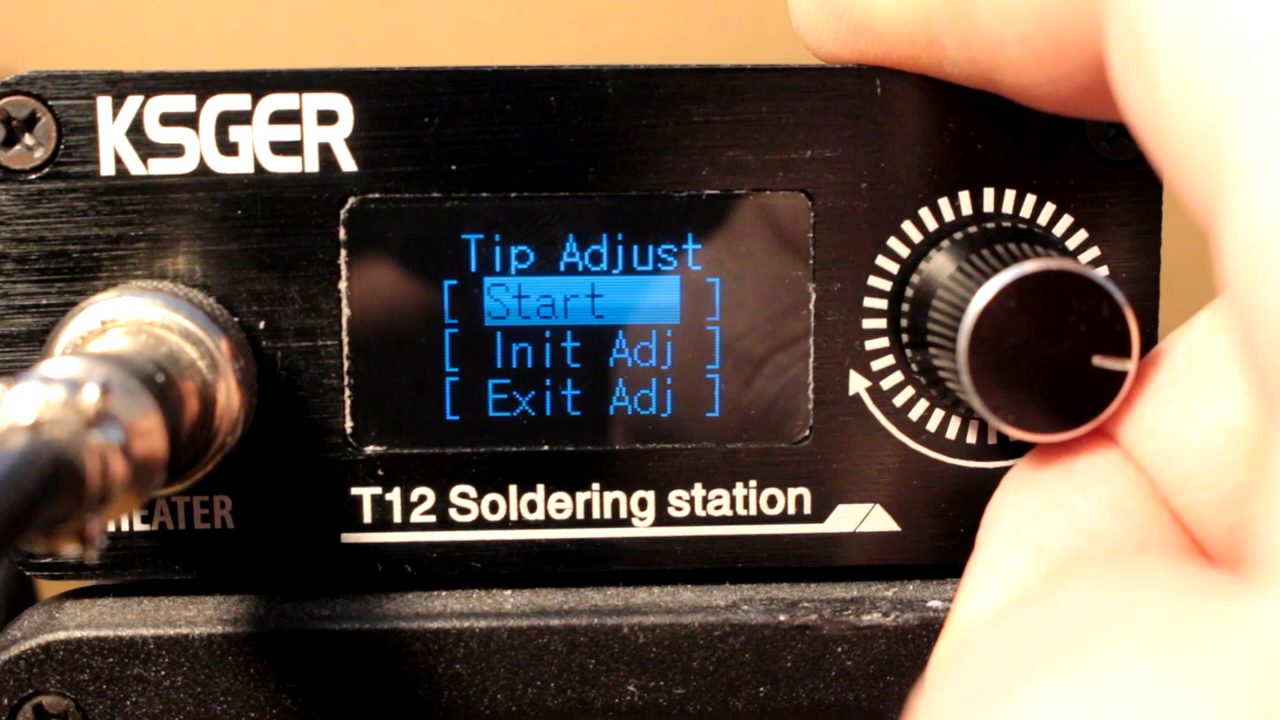 KSGER
Tip Adjust
[ Start ]
[ Init Adj ]
[ Exit Adj ]
T12 Soldering station
HEATER